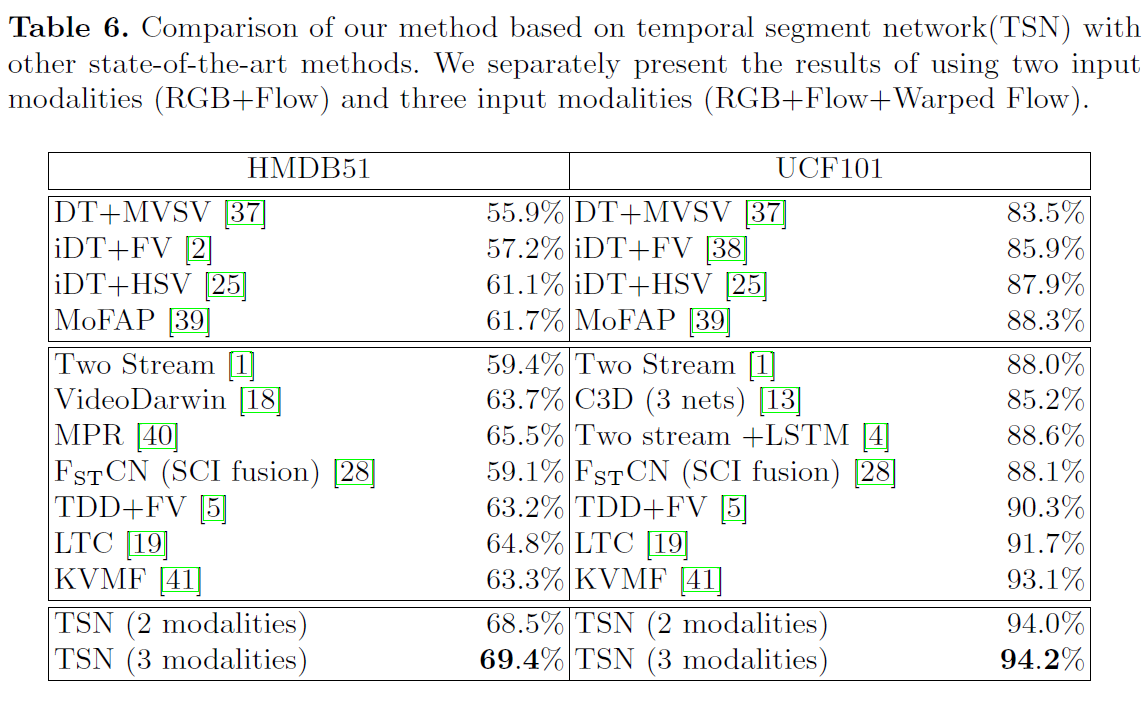 Table 6. Comparison of our method based on temporal segment network(TSN) with
other state-of-the-art methods. We separately present the results of using two input
modalities (RGB+Flow) and three input modalities (RGB+Flow+Warped Flow).
HMDB51 UCF101
DT+MVSV [37] 55.9% DT+MVSV [37] 83.5%
iDT+FV [2] 57.2% iDT+FV [38] 85.9%
iDT+HSV [25] 61.1% iDT+HSV [25] 87.9%
MoFAP [39] 61.7% MoFAP [39] 88.3%
Two Stream [1] 59.4% Two Stream [1] 88.0%
VideoDarwin [18] 63.7% C3D (3 nets) [13] 85.2%
MPR [40] 65.5% Two stream +LSTM [4] 88.6%
FSTCN (SCI fusion) [28] 59.1% FSTCN (SCI fusion) [28] 88.1%
TDD+FV [5] 63.2% TDD+FV [5] 90.3%
LTC [19] 64.8% LTC [19] 91.7%
KVMF [41] 63.3% KVMF [41] 93.1%
TSN (2 modalities) 68.5% TSN (2 modalities) 94.0%
TSN (3 modalities) 69.4% TSN (3 modalities) 94.2%